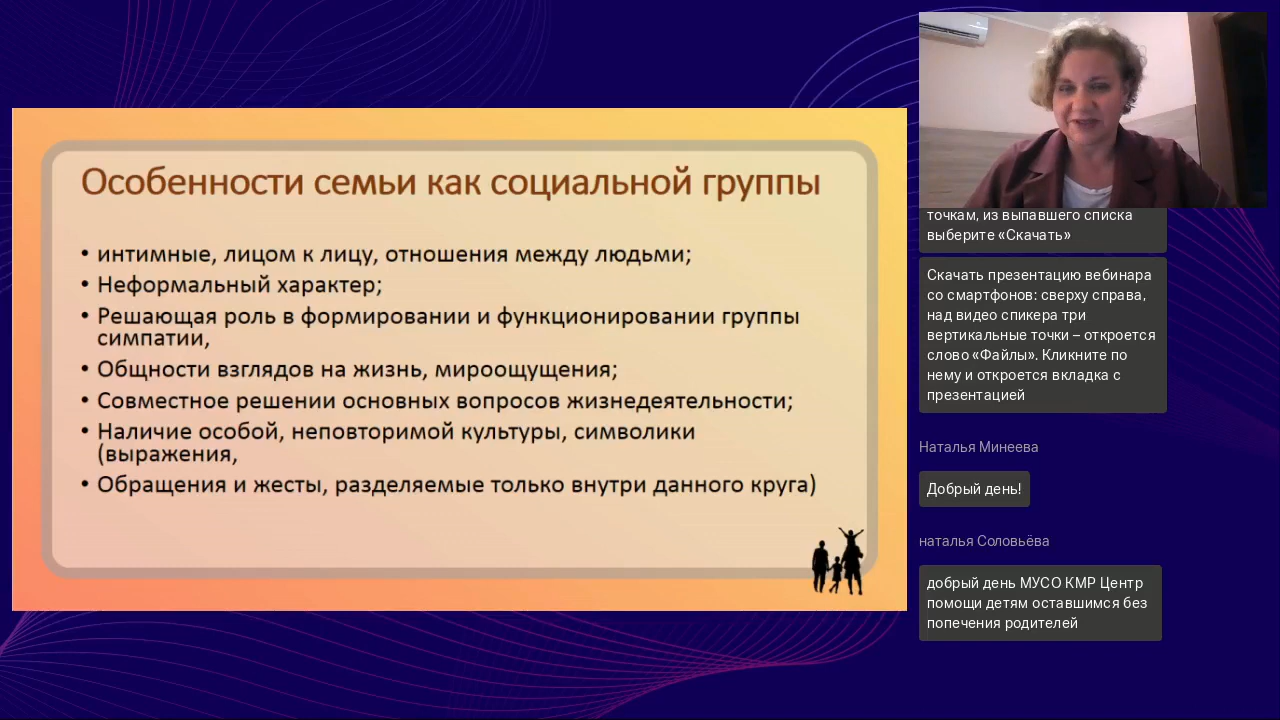 Особенности семьи как социальной группы
• интимные, лицом к лицу, отношения между людьми;
• Неформальный характер;
• Решающая роль в формировании и функционировании группы
симпатии,
• Общности взглядов на жизнь, мироощущения;
• Совместное решении основных вопросов жизнедеятельности;
• Наличие особой, неповторимой культуры, символики
(выражения,
• Обращения и жесты, разделяемые только внутри данного круга)
точкам, из выпавшего списка
выберите «Скачать»
Скачать презентацию вебинара
со смартфонов: сверху справа,
над видео спикера три
вертикальные точки – откроется
слово «Файлы». Кликните по
нему и откроется вкладка с
презентацией
Наталья Минеева
Добрый день!
наталья Соловьёва
добрый день МУСО КМР Центр
помощи детям оставшимся без
попечения родителей